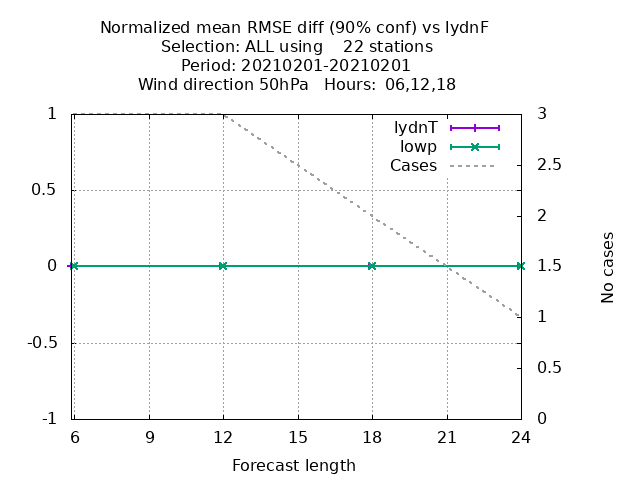 Normalized mean RMSE diff (90% conf) vs lydnF
Selection: ALL using    22 stations
Period: 20210201-20210201
Wind direction 50hPa   Hours:  06,12,18
lydnT
lowp
Cases
1
0.5
0
-0.5
-1
3
2.5
2
1.5
1
0.5
0
No cases
6 9 12 15 18 21 24
Forecast length